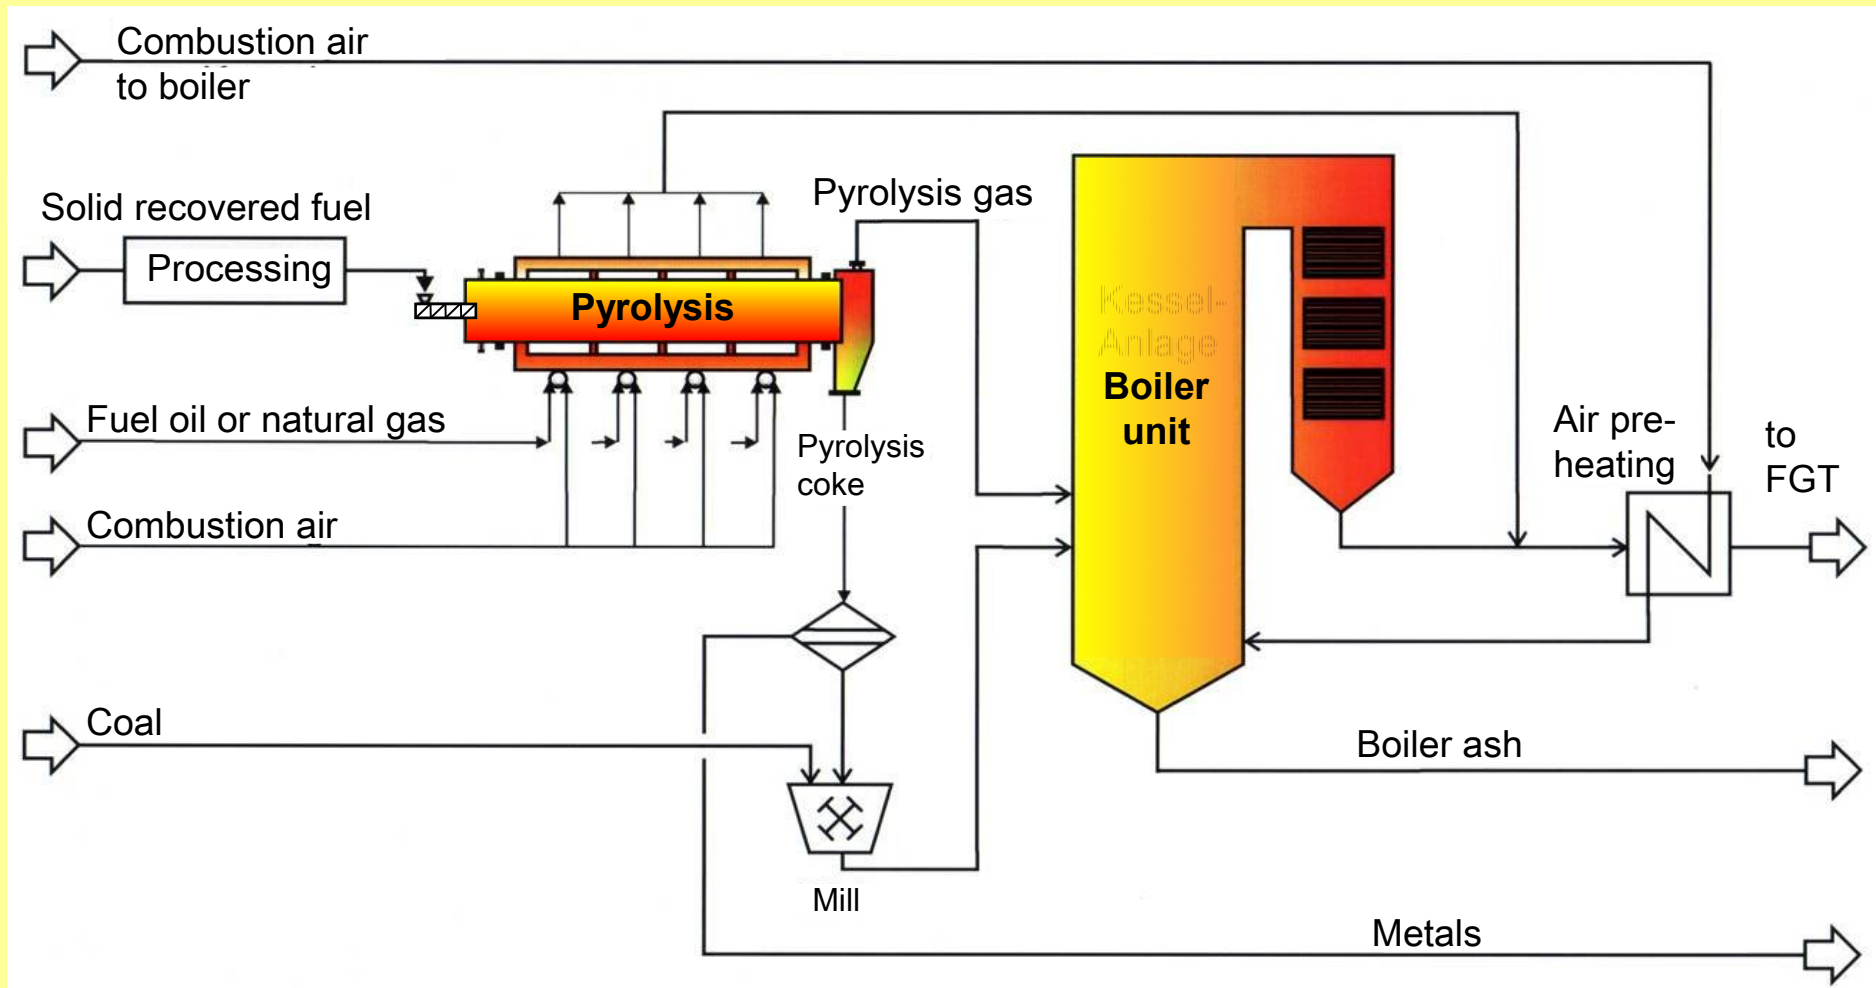 Combustion air
to boiler
Solid recovered fuel
Processing
Pyrolysis
Pyrolysis gas
Kessel-
Anlage
Boiler
unit
Fuel oil or natural gas
Pyrolysis
coke
Air pre-
heating
to
FGT
Combustion air
Coal
Boiler ash
Mill
Metals